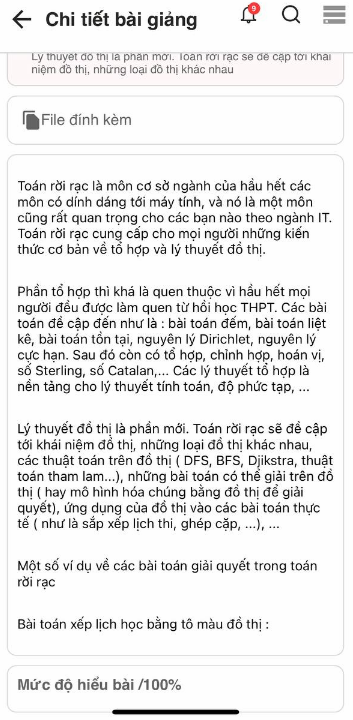 Chi tiết bài giảng
9
Lý thuyết đồ thị là phần mới. Toán rời rạc sẽ đề cập tới khái
niệm đồ thị, những loại đồ thị khác nhau
File đính kèm
Toán rời rạc là môn cơ sở ngành của hầu hết các
môn có dính dáng tới máy tính, và nó là một môn
cũng rất quan trọng cho các bạn nào theo ngành IT.
Toán rời rạc cung cấp cho mọi người những kiến
thức cơ bản về tổ hợp và lý thuyết đồ thị.
Phần tổ hợp thì khá là quen thuộc vì hầu hết mọi
người đều được làm quen từ hồi học THPT. Các bài
toán đề cập đến như là : bài toán đếm, bài toán liệt
kê, bài toán tồn tại, nguyên lý Dirichlet, nguyên lý
cực hạn. Sau đó còn có tổ hợp, chỉnh hợp, hoán vị,
số Sterling, số Catalan,... Các lý thuyết tổ hợp là
nền tảng cho lý thuyết tính toán, độ phức tạp, ...
Lý thuyết đồ thị là phần mới. Toán rời rạc sẽ đề cập
tới khái niệm đồ thị, những loại đồ thị khác nhau,
các thuật toán trên đồ thị ( DFS, BFS, Djikstra, thuật
toán tham lam...), những bài toán có thể giải trên đồ
thị ( hay mô hình hóa chúng bằng đồ thị để giải
quyết), ứng dụng của đồ thị vào các bài toán thực
tế ( như là sắp xếp lịch thi, ghép cặp, ...), ...
Một số ví dụ về các bài toán giải quyết trong toán
rời rạc
Bài toán xếp lịch học bằng tô màu đồ thị :
Mức độ hiểu bài /100%